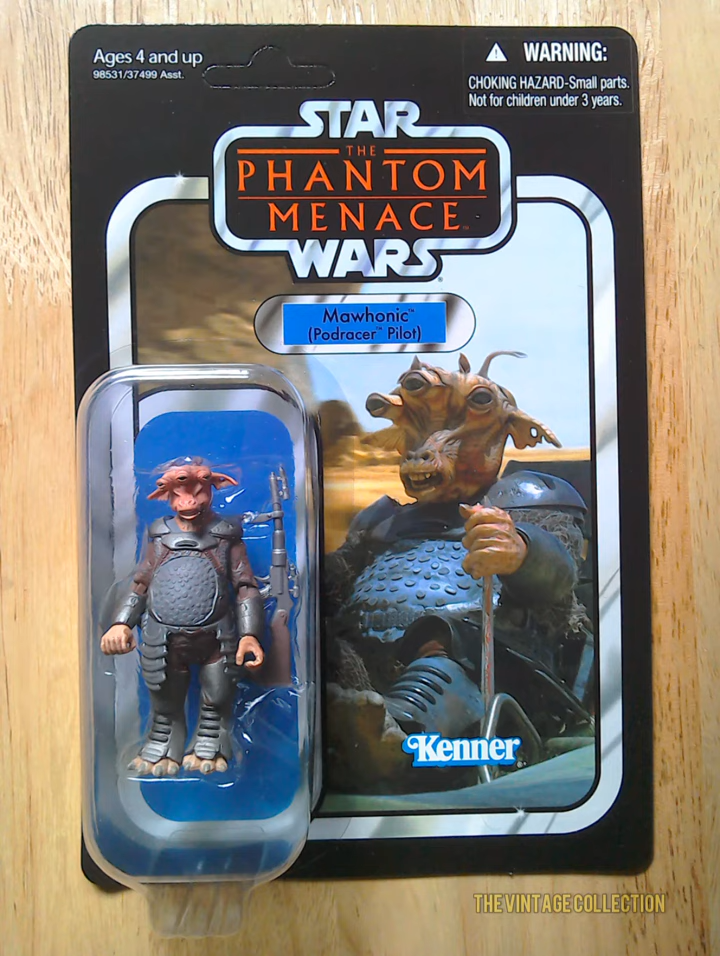 Ages 4 and up
98531/37499 Asst.
⚠ WARNING:
CHOKING HAZARD-Small parts.
Not for children under 3 years.
STAR
THE
PHANTOM
MENACE™
WARS®
Mawhonic™
(Podracer™ Pilot)
Kenner®
THE VINTAGE COLLECTION